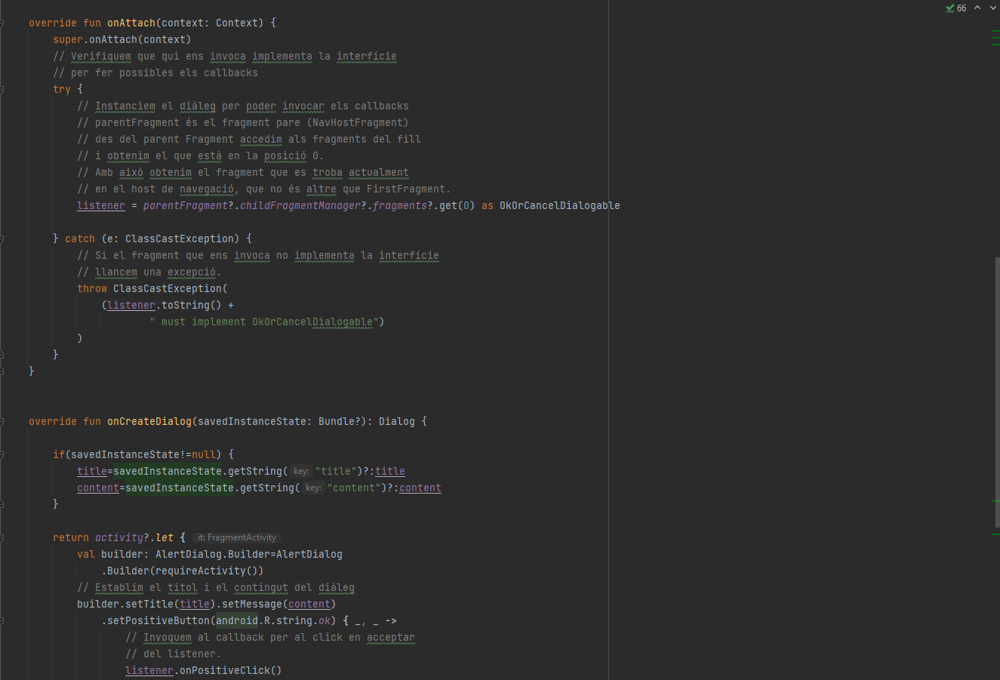 66
override fun onAttach(context: Context) {
super.onAttach(context)
// Verifiquem que qui ens invoca implementa la interfície
// per fer possibles els callbacks
try {
// Instanciem el diàleg per poder invocar els callbacks
// parentFragment és el fragment pare (NavHostFragment)
// des del parent Fragment accedim als fragments del fill
// i obtenim el que està en la posició 0.
// Amb això obtenim el fragment que es troba actualment
// en el host de navegació, que no és altre que FirstFragment.
listener = parentFragment?.childFragmentManager?.fragments?.get(0) as OkOrCancelDialogable
} catch (e: ClassCastException) {
// Si el fragment que ens invoca no implementa la interfície
// llancem una excepció.
throw ClassCastException(
(listener.toString() +
" must implement OkOrCancelDialogable")
)
}
}
override fun onCreateDialog(savedInstanceState: Bundle?): Dialog {
if(savedInstanceState!=null) {
title=savedInstanceState.getString( key: "title")?:title
content=savedInstanceState.getString( key: "content")?:content
}
return activity?.let { it: FragmentActivity
val builder: AlertDialog.Builder=AlertDialog
.Builder(requireActivity())
// Establim el títol i el contingut del diàleg
builder.setTitle(title).setMessage(content)
.setPositiveButton(android.R.string.ok) { _, _ ->
// Invoquem al callback per al click en acceptar
// del listener.
listener.onPositiveClick()